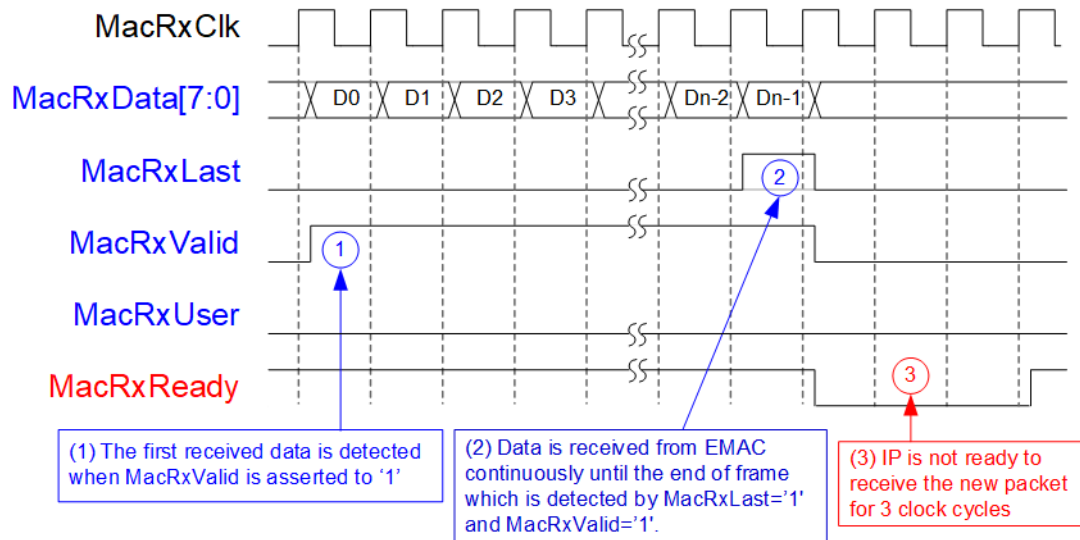 MacRxClk
MacRxData[7:0]
D0 D1 D2 D3 Dn-2 Dn-1
MacRxLast
2
MacRxValid
1
MacRxUser
MacRxReady
3
(1) The first received data is detected
when MacRxValid is asserted to ‘1’
(2) Data is received from EMAC
continuously until the end of frame
which is detected by MacRxLast=’1'
and MacRxValid=’1'.
(3) IP is not ready to
receive the new packet
for 3 clock cycles